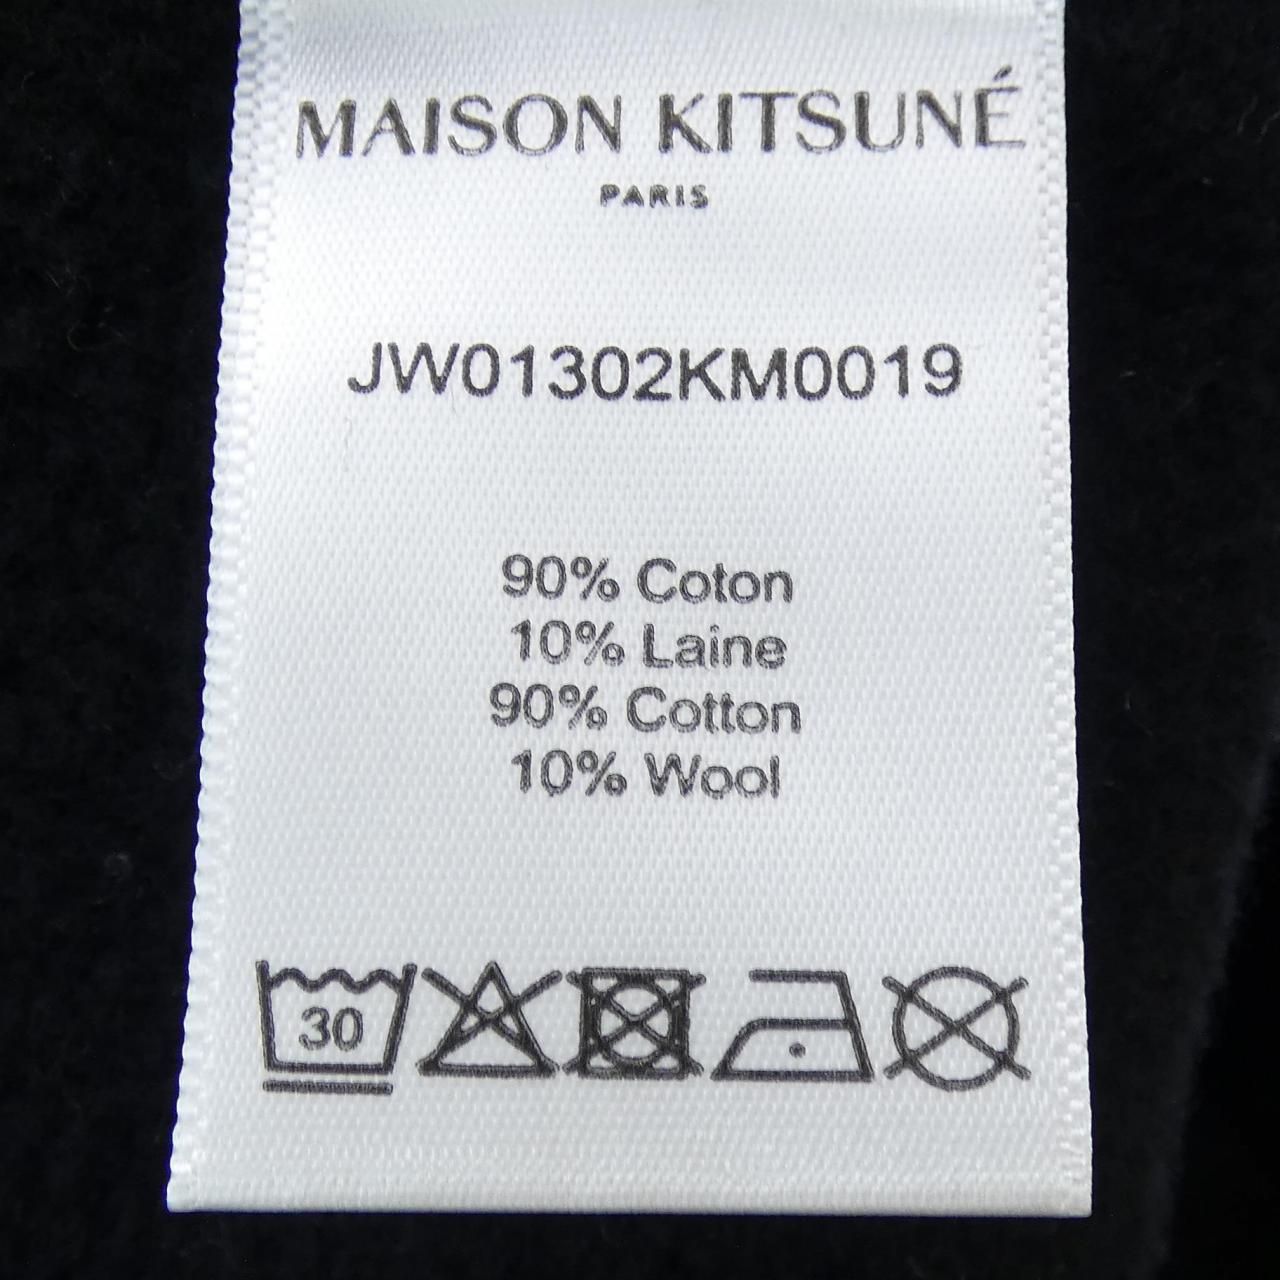 MAISON KITSUNÉ
PARIS
JW01302KM0019
90% Coton
10% Laine
90% Cotton
10% Wool
30